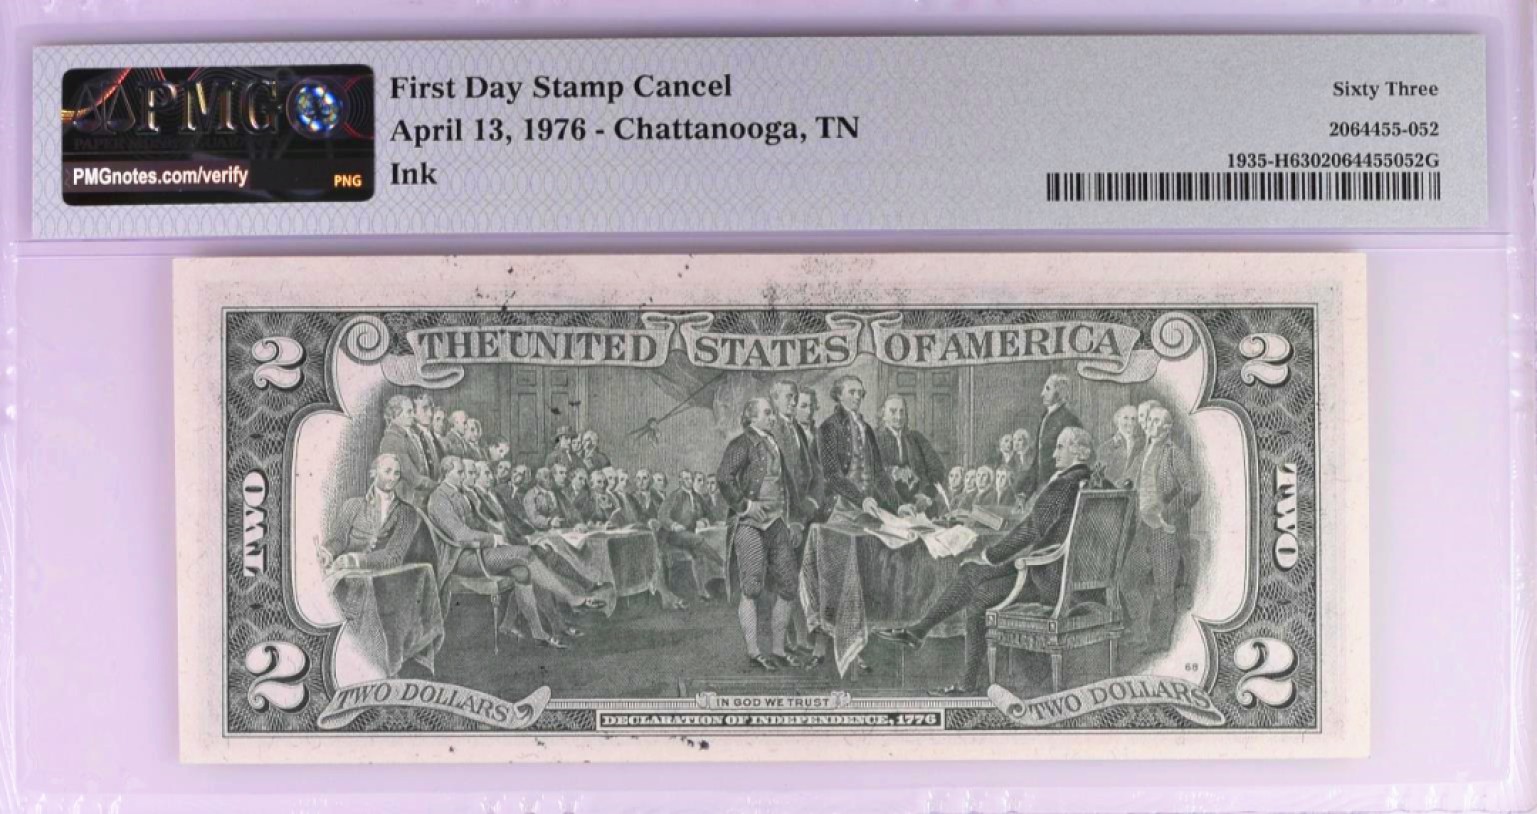 PMG
PAPER MONEY GUARANTY
PMGnotes.com/verify
PNG
First Day Stamp Cancel
April 13, 1976 - Chattanooga, TN
Ink
Sixty Three
2064455-052
1935-H6302064455052G
THE UNITED STATES OF AMERICA
2
2
TWO
TWO
2
2
TWO DOLLARS
IN GOD WE TRUST
TWO DOLLARS
DECLARATION OF INDEPENDENCE, 1776
68